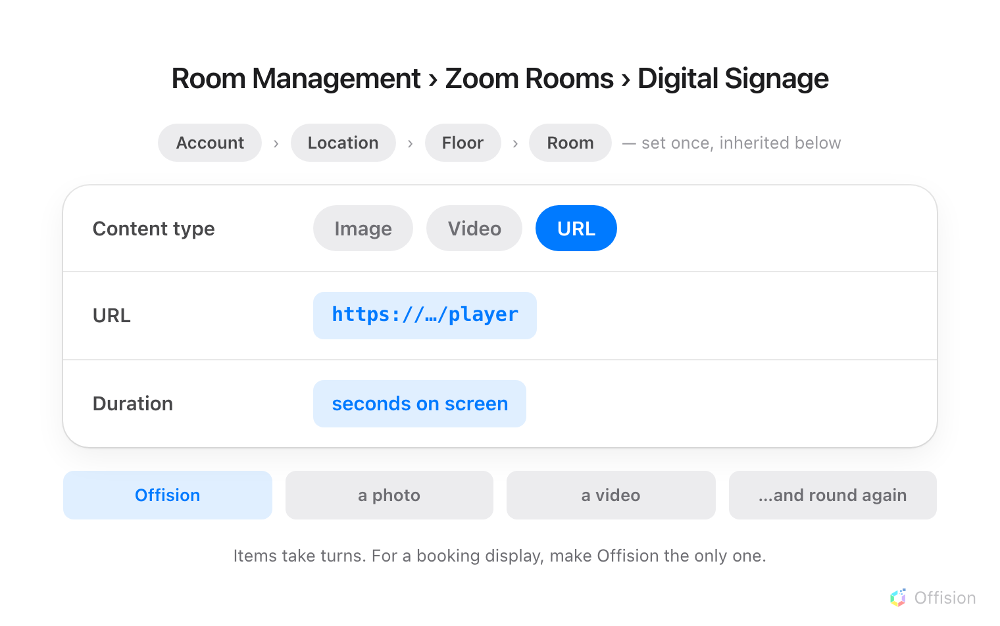 Room Management › Zoom Rooms › Digital Signage
Account › Location › Floor › Room — set once, inherited below
Content type Image Video URL
URL https://…/player
Duration seconds on screen
Offision a photo a video …and round again
Items take turns. For a booking display, make Offision the only one.
Offision